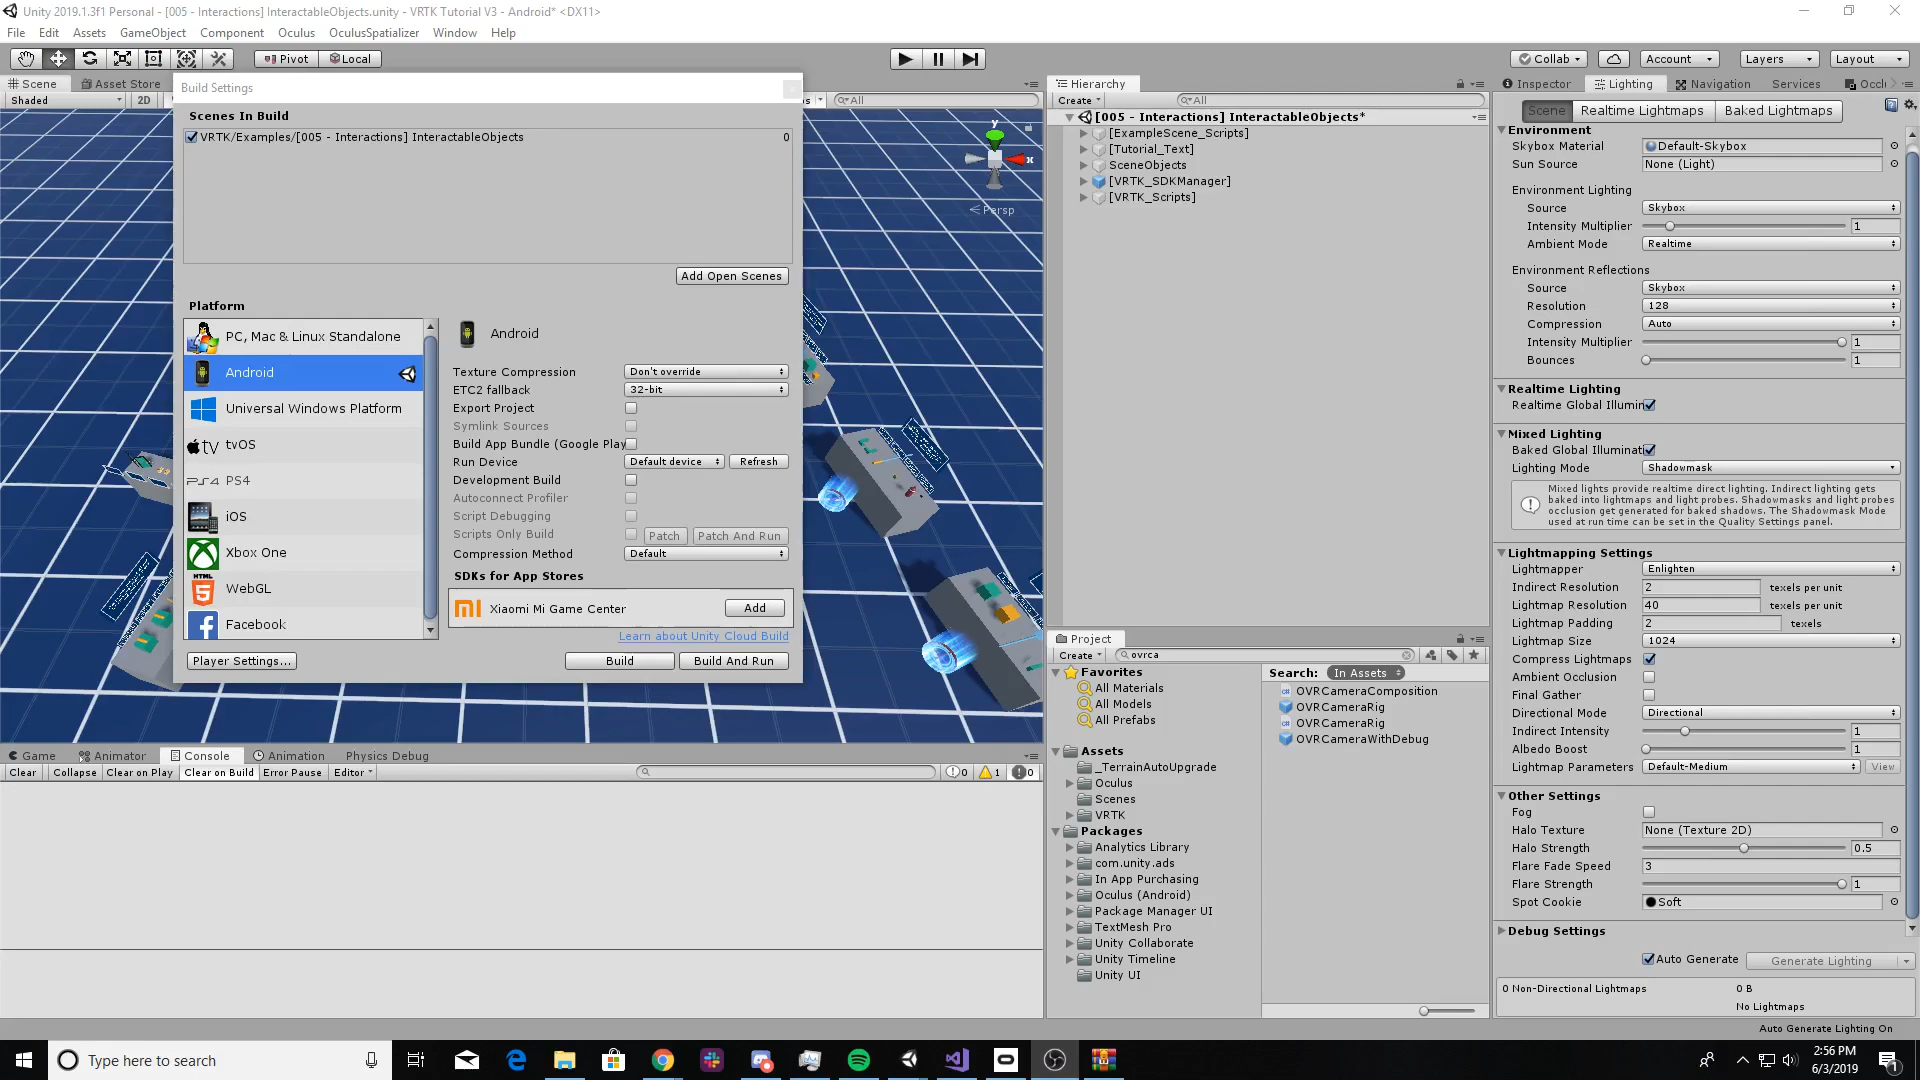 Unity 2019.1.3f1 Personal - [005 - Interactions] InteractableObjects.unity - VRTK Tutorial V3 - Android* <DX11>
File Edit Assets GameObject Component Oculus OculusSpatializer Window Help
Pivot Local
Collab Account Layers Layout
Scene Asset Store
Shaded 2D
All
Build Settings
Scenes In Build
VRTK/Examples/[005 - Interactions] InteractableObjects 0
Add Open Scenes
Platform
PC, Mac & Linux Standalone
Android
Universal Windows Platform
tvOS
PS4
iOS
Xbox One
WebGL
Facebook
Player Settings...
Android
Texture Compression Don't override
ETC2 fallback 32-bit
Export Project
Symlink Sources
Build App Bundle (Google Play
Run Device Default device Refresh
Development Build
Autoconnect Profiler
Script Debugging
Scripts Only Build Patch Patch And Run
Compression Method Default
SDKs for App Stores
Xiaomi Mi Game Center Add
Learn about Unity Cloud Build
Build Build And Run
y
x
Persp
Hierarchy
Create All
[005 - Interactions] InteractableObjects*
[ExampleScene_Scripts]
[Tutorial_Text]
SceneObjects
[VRTK_SDKManager]
[VRTK_Scripts]
Project
Create ovrca
Favorites
All Materials
All Models
All Prefabs
Assets
_TerrainAutoUpgrade
Oculus
Scenes
VRTK
Packages
Analytics Library
com.unity.ads
In App Purchasing
Oculus (Android)
Package Manager UI
TextMesh Pro
Unity Collaborate
Unity Timeline
Unity UI
Search: In Assets
OVRCameraComposition
OVRCameraRig
OVRCameraRig
OVRCameraWithDebug
Inspector Lighting Navigation Services Occl
Scene Realtime Lightmaps Baked Lightmaps
Environment
Skybox Material Default-Skybox
Sun Source None (Light)
Environment Lighting
Source Skybox
Intensity Multiplier 1
Ambient Mode Realtime
Environment Reflections
Source Skybox
Resolution 128
Compression Auto
Intensity Multiplier 1
Bounces 1
Realtime Lighting
Realtime Global Illumin
Mixed Lighting
Baked Global Illuminat
Lighting Mode Shadowmask
Mixed lights provide realtime direct lighting. Indirect lighting gets
baked into lightmaps and light probes. Shadowmasks and light probes
occlusion get generated for baked shadows. The Shadowmask Mode
used at run time can be set in the Quality Settings panel.
Lightmapping Settings
Lightmapper Enlighten
Indirect Resolution 2 texels per unit
Lightmap Resolution 40 texels per unit
Lightmap Padding 2 texels
Lightmap Size 1024
Compress Lightmaps
Ambient Occlusion
Final Gather
Directional Mode Directional
Indirect Intensity 1
Albedo Boost 1
Lightmap Parameters Default-Medium View
Other Settings
Fog
Halo Texture None (Texture 2D)
Halo Strength 0.5
Flare Fade Speed 3
Flare Strength 1
Spot Cookie Soft
Debug Settings
Auto Generate Generate Lighting
0 Non-Directional Lightmaps 0 B
No Lightmaps
Auto Generate Lighting On
Game Animator Console Animation Physics Debug
Clear Collapse Clear on Play Clear on Build Error Pause Editor
0 1 0
Type here to search
2:56 PM
6/3/2019
1